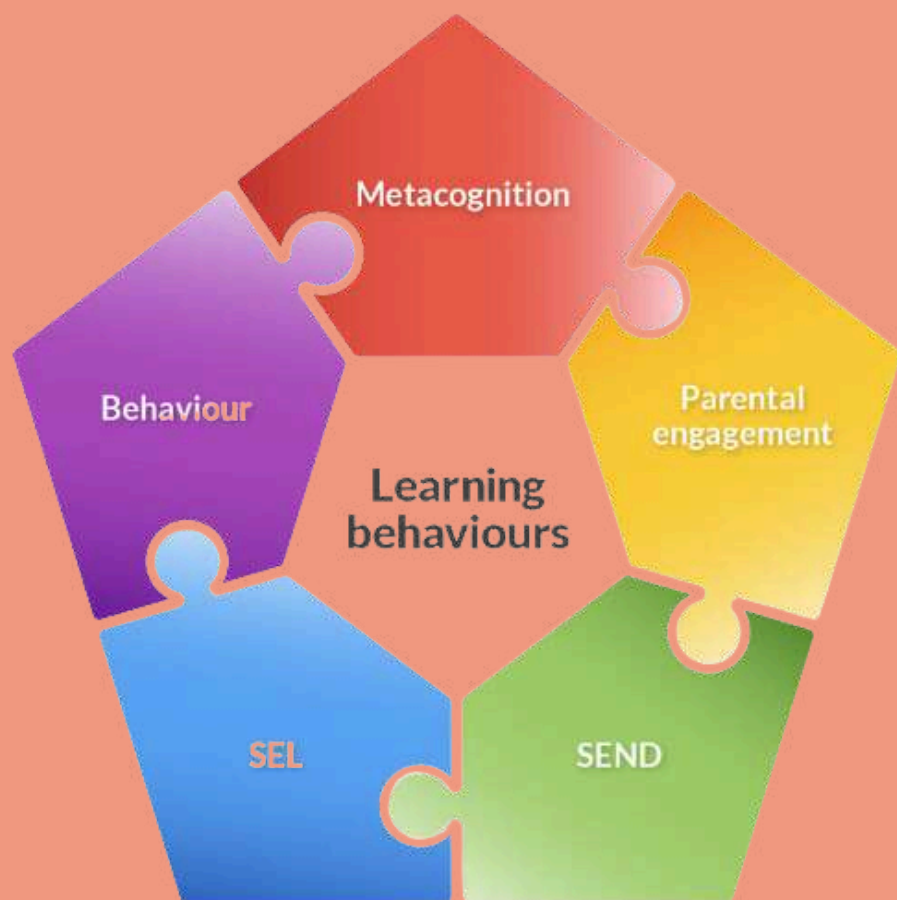 Metacognition
Behaviour
Parental
engagement
Learning
behaviours
SEL
SEND